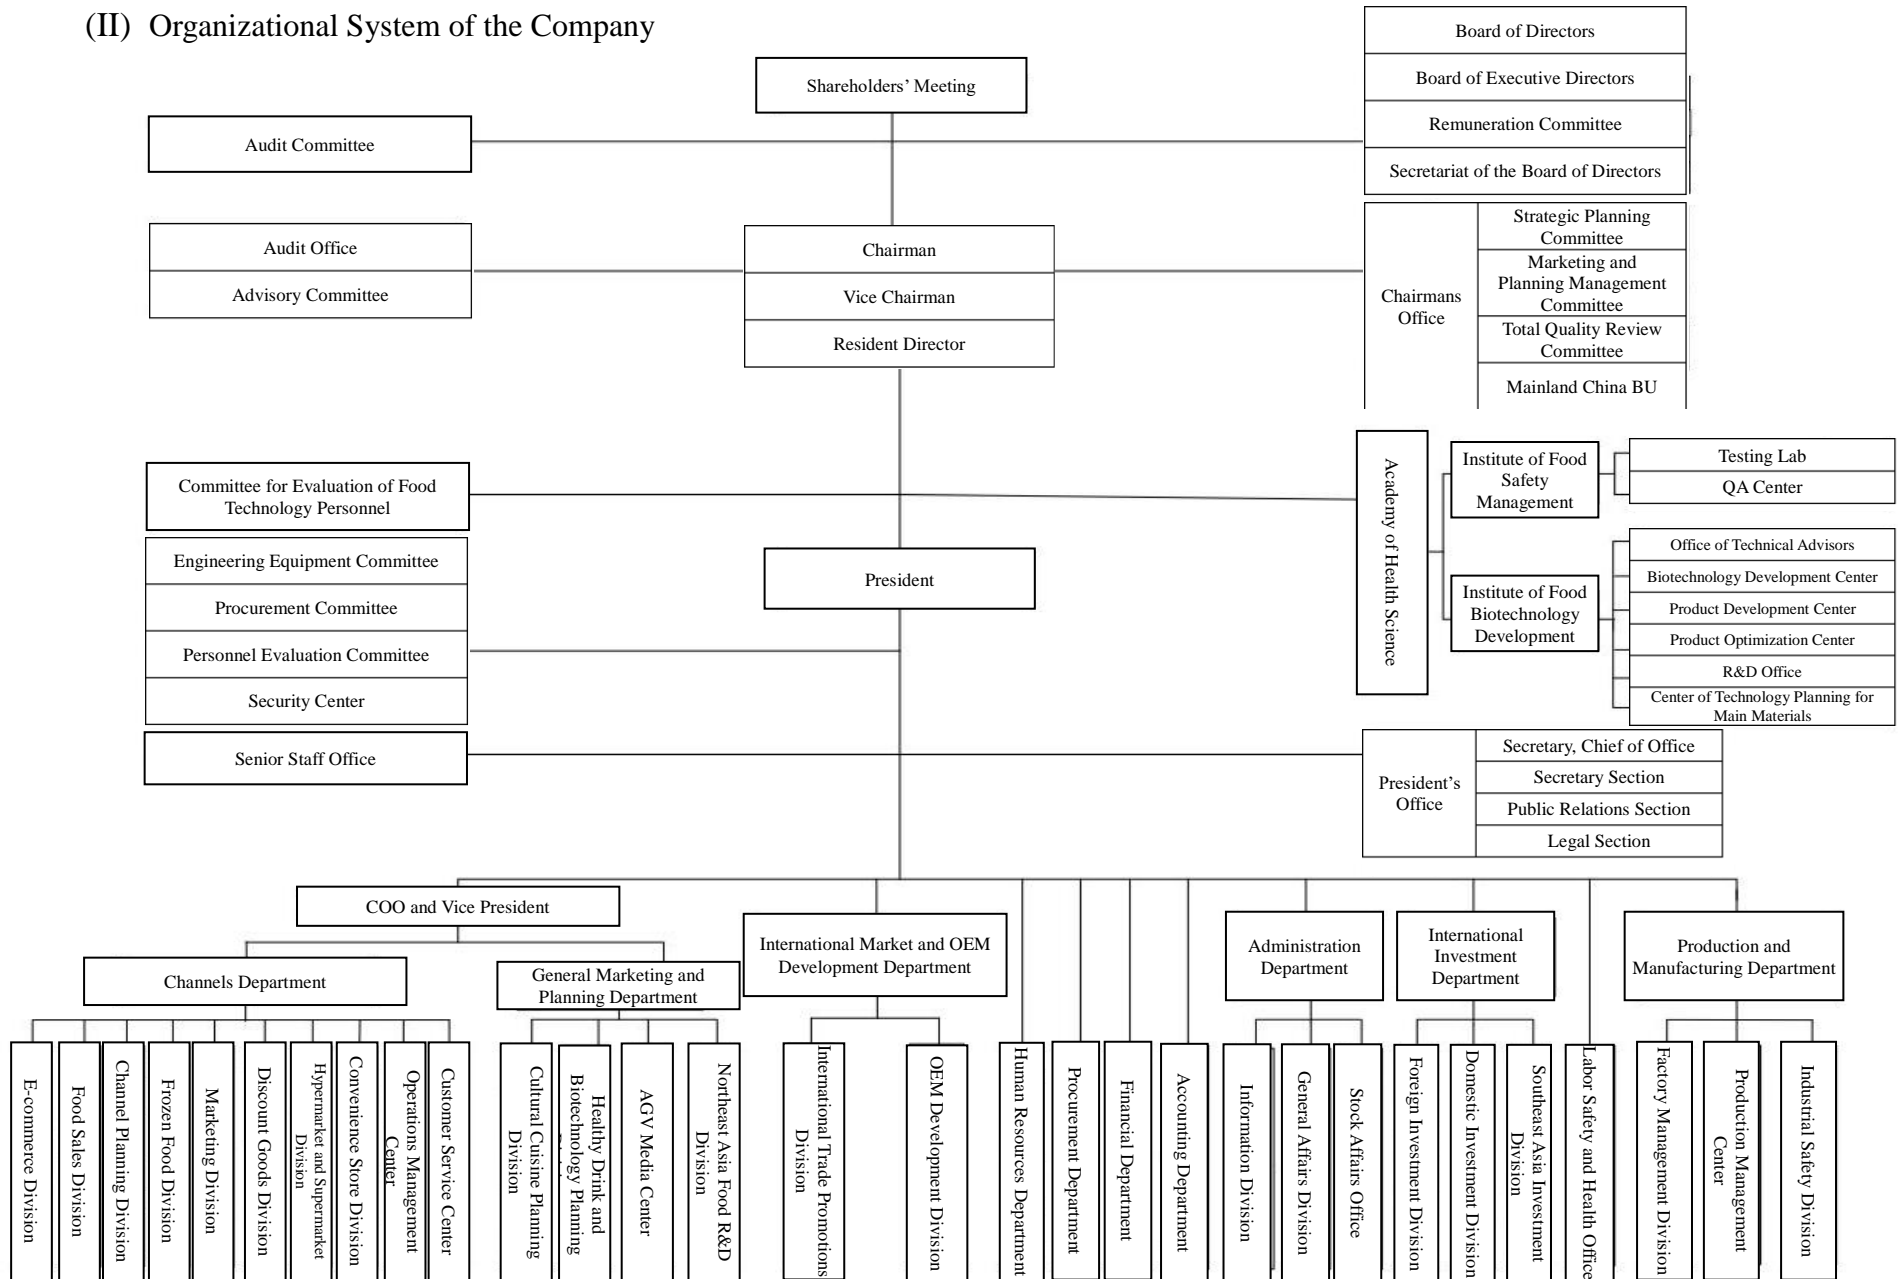 (II) Organizational System of the Company
Shareholders' Meeting
Board of Directors
Board of Executive Directors
Remuneration Committee
Secretariat of the Board of Directors
Audit Committee
Audit Office
Advisory Committee
Chairman
Vice Chairman
Resident Director
Chairmans
Office
Strategic Planning
Committee
Marketing and
Planning Management
Committee
Total Quality Review
Committee
Mainland China BU
Committee for Evaluation of Food
Technology Personnel
Engineering Equipment Committee
Procurement Committee
Personnel Evaluation Committee
Security Center
Senior Staff Office
President
Academy of Health Science
Institute of Food
Safety
Management
Testing Lab
QA Center
Institute of Food
Biotechnology
Development
Office of Technical Advisors
Biotechnology Development Center
Product Development Center
Product Optimization Center
R&D Office
Center of Technology Planning for
Main Materials
President’s
Office
Secretary, Chief of Office
Secretary Section
Public Relations Section
Legal Section
COO and Vice President
Channels Department
General Marketing and
Planning Department
International Market and OEM
Development Department
Administration
Department
International
Investment
Department
Production and
Manufacturing Department
E-commerce Division
Food Sales Division
Channel Planning Division
Frozen Food Division
Marketing Division
Discount Goods Division
Hypermarket and Supermarket
Division
Convenience Store Division
Operations Management
Center
Customer Service Center
Cultural Cuisine Planning
Division
Healthy Drink and
Biotechnology Planning
AGV Media Center
Northeast Asia Food R&D
Division
International Trade Promotions
Division
OEM Development Division
Human Resources Department
Procurement Department
Financial Department
Accounting Department
Information Division
General Affairs Division
Stock Affairs Office
Foreign Investment Division
Domestic Investment Division
Southeast Asia Investment
Division
Labor Safety and Health Office
Factory Management Division
Production Management
Center
Industrial Safety Division